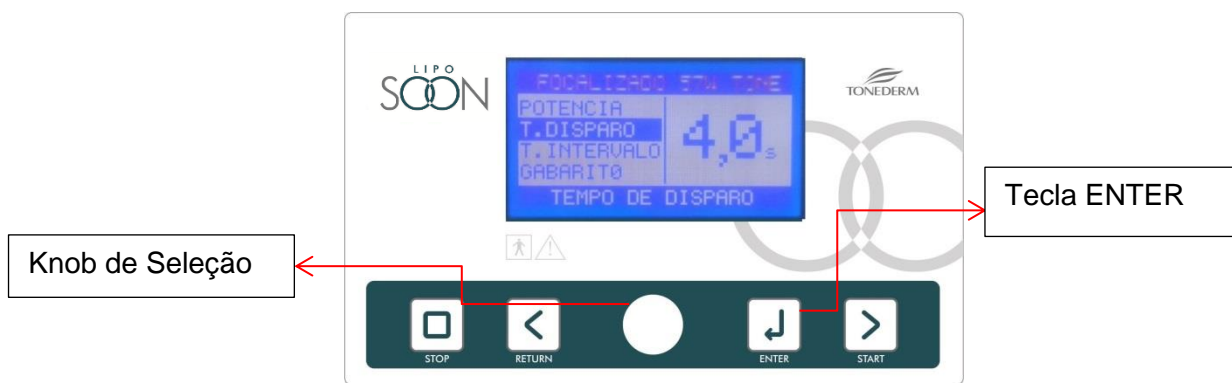 LIPO
SOON
TONEDERM
FOCALIZADO 57W TONE
POTENCIA
T.DISPARO
T.INTERVALO
GABARITO
4,0s
TEMPO DE DISPARO
Tecla ENTER
Knob de Seleção
STOP
RETURN
ENTER
START